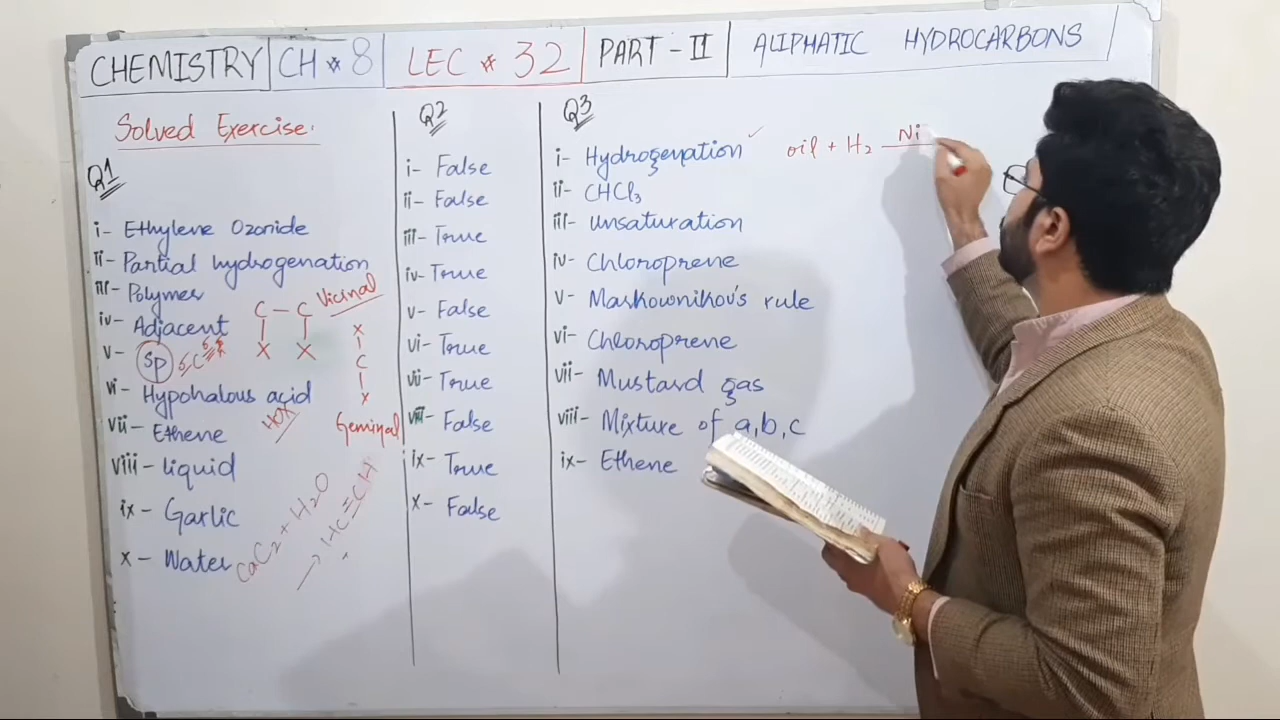 CHEMISTRY CH * 8 LEC * 32 PART - II ALIPHATIC HYDROCARBONS
Solved Exercise.
Q1
i- Ethylene Ozonide
ii- Partial hydrogenation
iii- Polymer
iv- Adjacent
v- Sp
vi- Hypohalous acid
vii- Ethene
viii- liquid
ix- Garlic
x- Water
C - C
X X
Vicinal
X
C
X
Geminal
HOX
CaC2 + H2O
→ HC≡CH
Q2
i- False
ii- False
iii- True
iv- True
v- False
vi- True
vii- True
viii- False
ix- True
x- False
Q3
i- Hydrogenation ✓ oil + H2 Ni
ii- CHCl3
iii- Unsaturation
iv- Chloroprene
v- Markownikov's rule
vi- Chloroprene
vii- Mustard gas
viii- Mixture of a,b,c
ix- Ethene